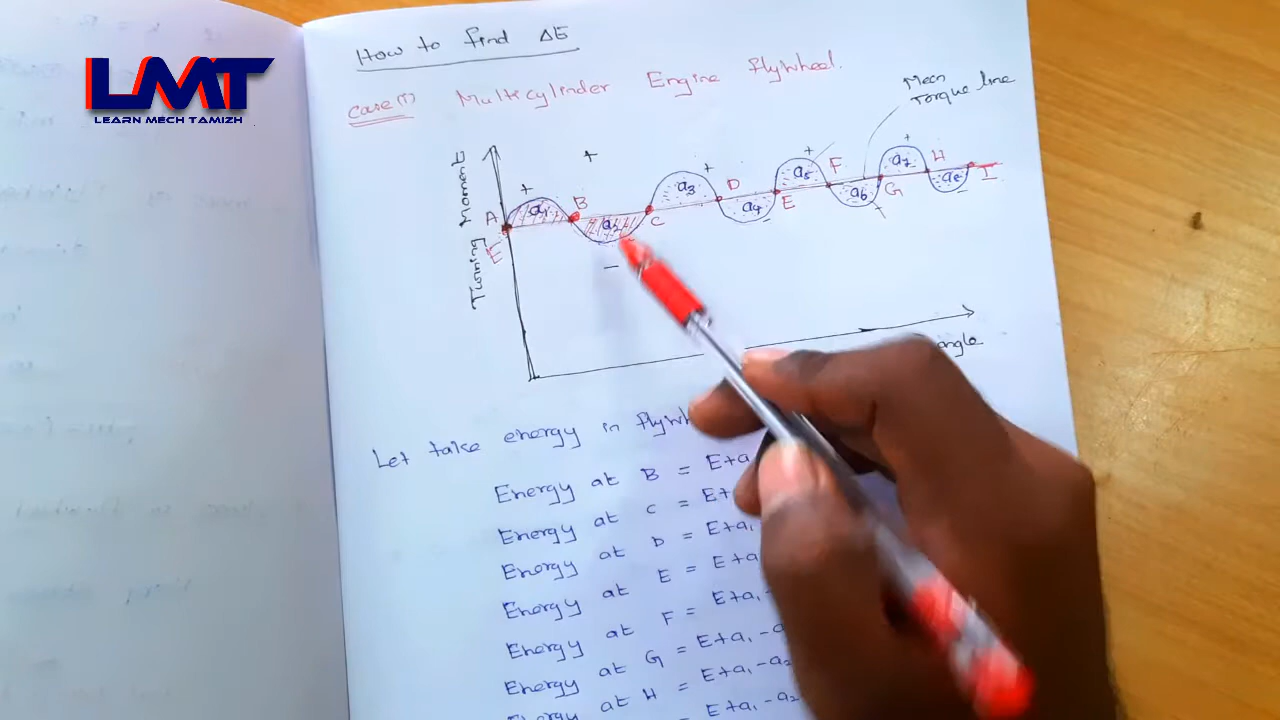 LMT
LEARN MECH TAMIZH
How to find ΔE
case (i) Multicylinder Engine Flywheel.
Mean
Torque line
Turning Moment
+ + + + +
A a1 B a2 C a3 D a4 E a5 F a6 G a7 H a8 I
E
- - -
angle
Let take energy in flywh
Energy at B = E+a
Energy at C = E+
Energy at D = E+a1
Energy at E = E+a
Energy at F = E+a1-
Energy at G = E+a1-a
Energy at H = E+a1-a2
= E+a1-a2